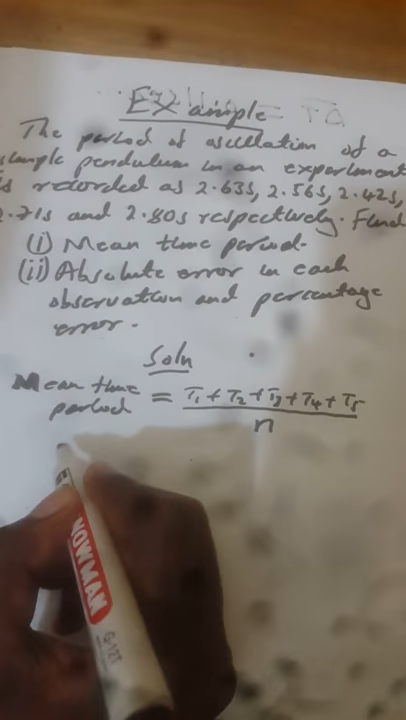 Example
The period of oscillation of a
simple pendulum in an experiment
is recorded as 2.63s, 2.56s, 2.42s,
2.71s and 2.80s respectively. Find
(i) Mean time period.
(ii) Absolute error in each
observation and percentage
error.
Soln
Mean time period = T₁ + T₂ + T₃ + T₄ + T₅
n
NOWMAN
G-Y2T